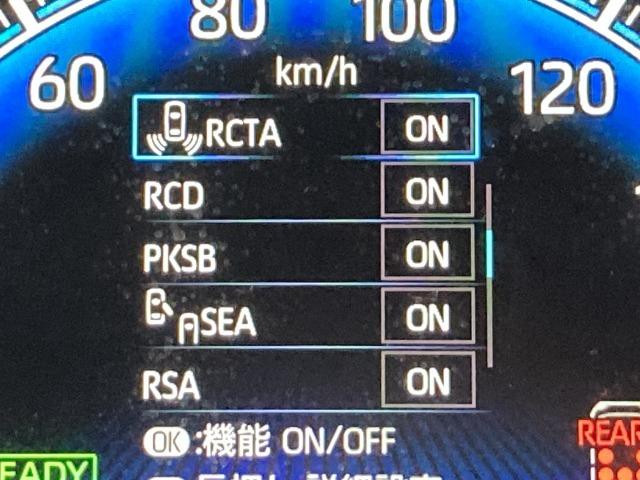 80 100
60 km/h 120
RCTA ON
RCD ON
PKSB ON
SEA ON
RSA ON
OK:機能 ON/OFF
REAR
EADY